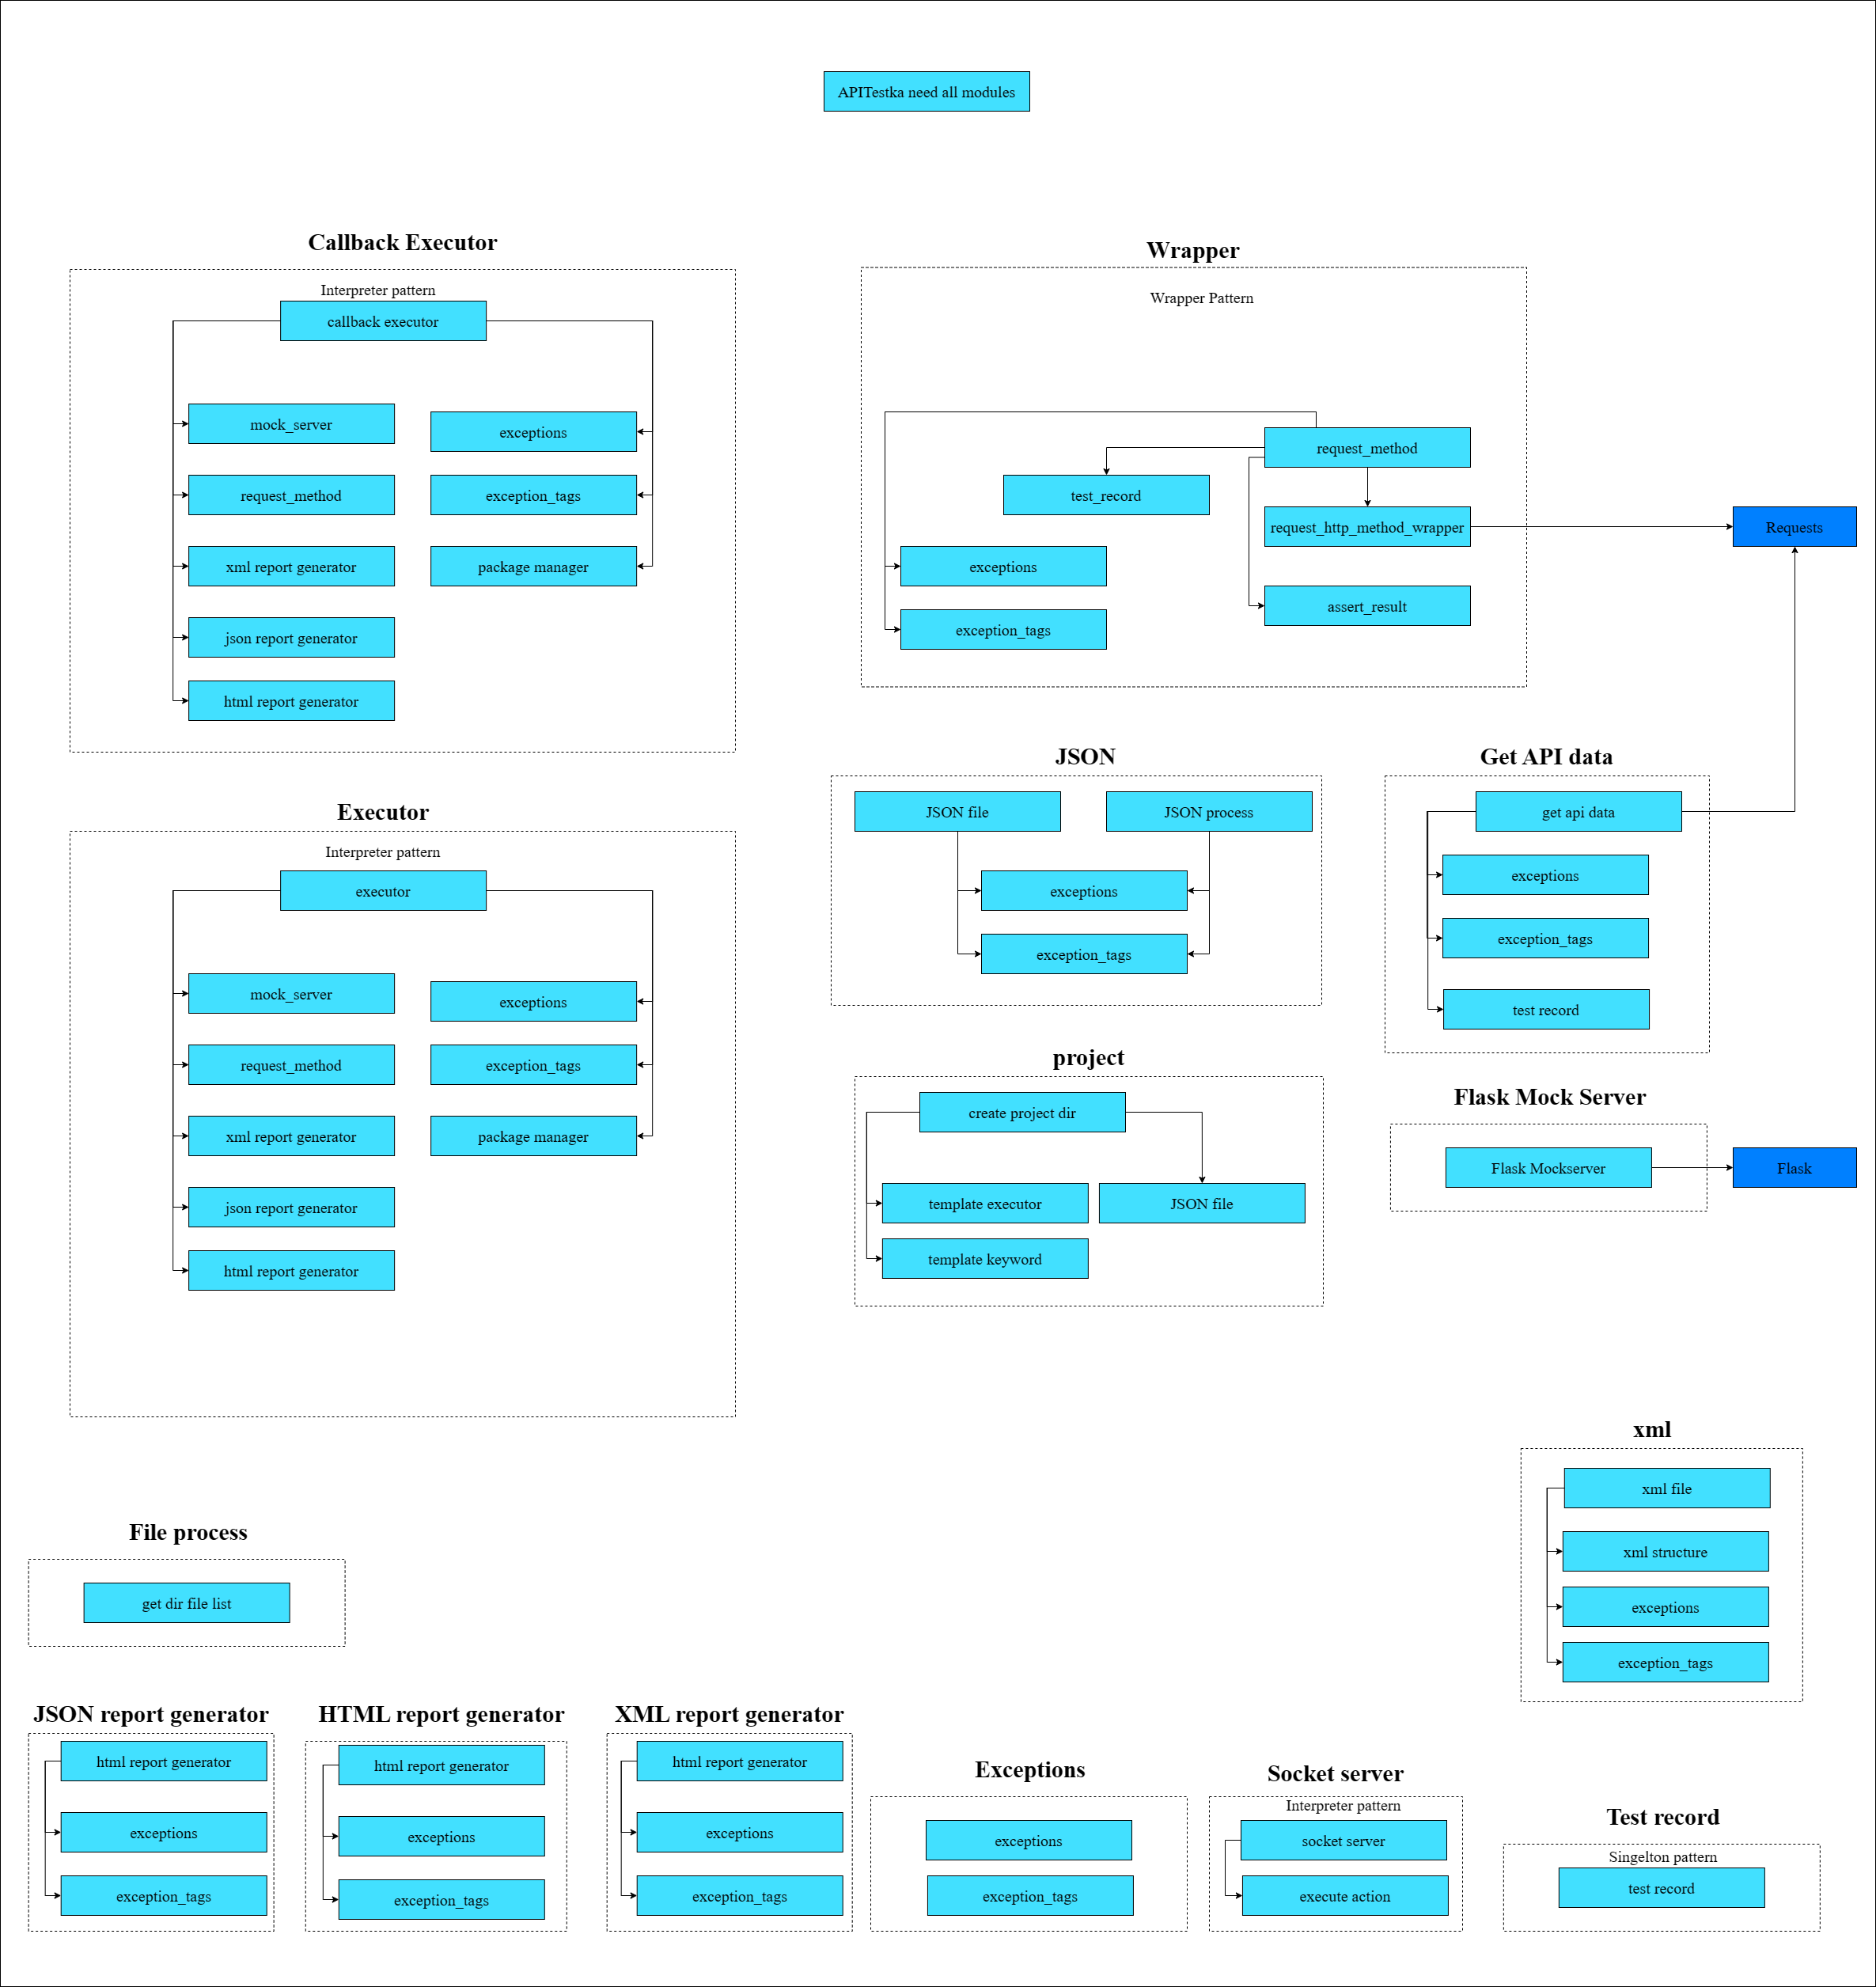 APITestka need all modules
Callback Executor
Interpreter pattern
callback executor
mock_server
exceptions
request_method
exception_tags
xml report generator
package manager
json report generator
html report generator
Wrapper
Wrapper Pattern
request_method
test_record
request_http_method_wrapper
Requests
exceptions
assert_result
exception_tags
Executor
Interpreter pattern
executor
mock_server
exceptions
request_method
exception_tags
xml report generator
package manager
json report generator
html report generator
JSON
JSON file
JSON process
exceptions
exception_tags
Get API data
get api data
exceptions
exception_tags
test record
project
create project dir
template executor
JSON file
template keyword
Flask Mock Server
Flask Mockserver
Flask
xml
xml file
xml structure
exceptions
exception_tags
File process
get dir file list
JSON report generator
html report generator
exceptions
exception_tags
HTML report generator
html report generator
exceptions
exception_tags
XML report generator
html report generator
exceptions
exception_tags
Exceptions
exceptions
exception_tags
Socket server
Interpreter pattern
socket server
execute action
Test record
Singelton pattern
test record